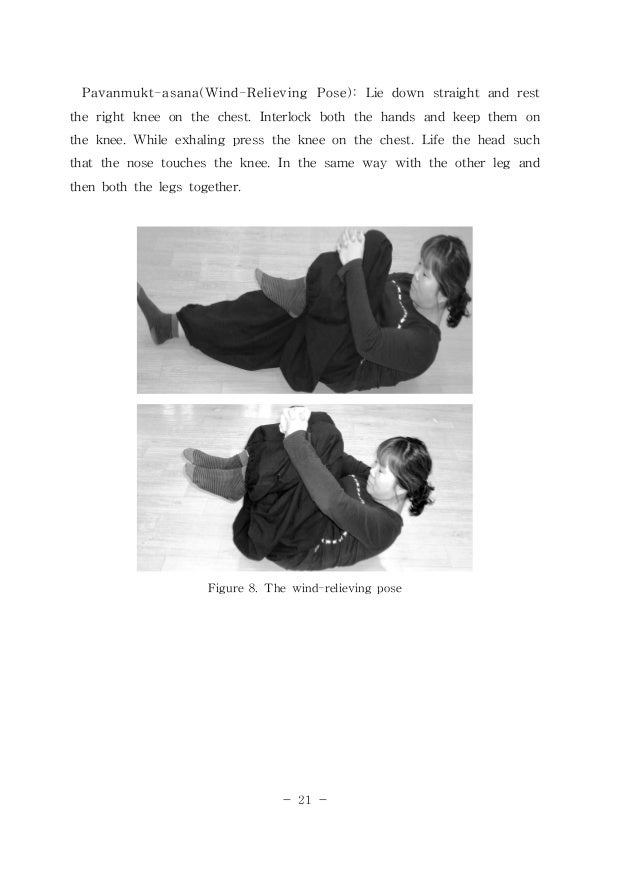 Pavanmukt-asana(Wind-Relieving Pose): Lie down straight and rest
the right knee on the chest. Interlock both the hands and keep them on
the knee. While exhaling press the knee on the chest. Life the head such
that the nose touches the knee. In the same way with the other leg and
then both the legs together.
Figure 8. The wind-relieving pose
- 21 -